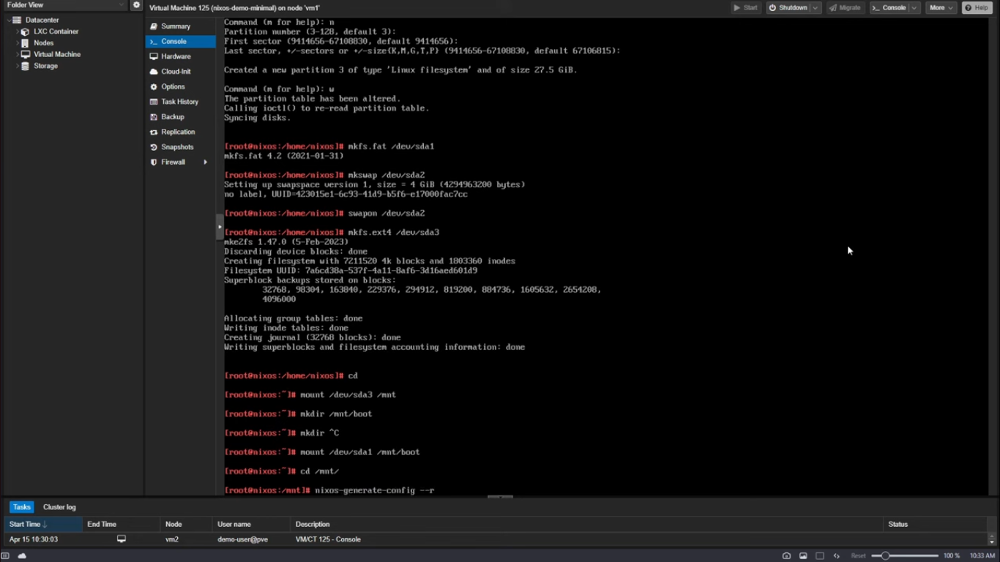 Folder View
Datacenter
LXC Container
Nodes
Virtual Machine
Storage
Virtual Machine 125 (nixos-demo-minimal) on node 'vm1'
Start
Shutdown
Migrate
Console
More
Help
Summary
Console
Hardware
Cloud-Init
Options
Task History
Backup
Replication
Snapshots
Firewall
Command (m for help): n
Partition number (3-128, default 3):
First sector (9414656-67108830, default 9414656):
Last sector, +/-sectors or +/-size{K,M,G,T,P} (9414656-67108830, default 67106815):
Created a new partition 3 of type 'Linux filesystem' and of size 27.5 GiB.
Command (m for help): w
The partition table has been altered.
Calling ioctl() to re-read partition table.
Syncing disks.
[root@nixos:/home/nixos]# mkfs.fat /dev/sda1
mkfs.fat 4.2 (2021-01-31)
[root@nixos:/home/nixos]# mkswap /dev/sda2
Setting up swapspace version 1, size = 4 GiB (4294963200 bytes)
no label, UUID=423015e1-6c93-41d9-b5f6-e17000fac7cc
[root@nixos:/home/nixos]# swapon /dev/sda2
[root@nixos:/home/nixos]# mkfs.ext4 /dev/sda3
mke2fs 1.47.0 (5-Feb-2023)
Discarding device blocks: done
Creating filesystem with 7211520 4k blocks and 1803360 inodes
Filesystem UUID: 7a6cd38a-537f-4a11-8af6-3d16aed601d9
Superblock backups stored on blocks:
32768, 98304, 163840, 229376, 294912, 819200, 884736, 1605632, 2654208,
4096000
Allocating group tables: done
Writing inode tables: done
Creating journal (32768 blocks): done
Writing superblocks and filesystem accounting information: done
[root@nixos:/home/nixos]# cd
[root@nixos:~]# mount /dev/sda3 /mnt
[root@nixos:~]# mkdir /mnt/boot
[root@nixos:~]# mkdir ^C
[root@nixos:~]# mount /dev/sda1 /mnt/boot
[root@nixos:~]# cd /mnt/
[root@nixos:/mnt]# nixos-generate-config --r
Tasks
Cluster log
Start Time
End Time
Node
User name
Description
Status
Apr 15 10:30:03
vm2
demo-user@pve
VM/CT 125 - Console
Reset
100 %
10:33 AM